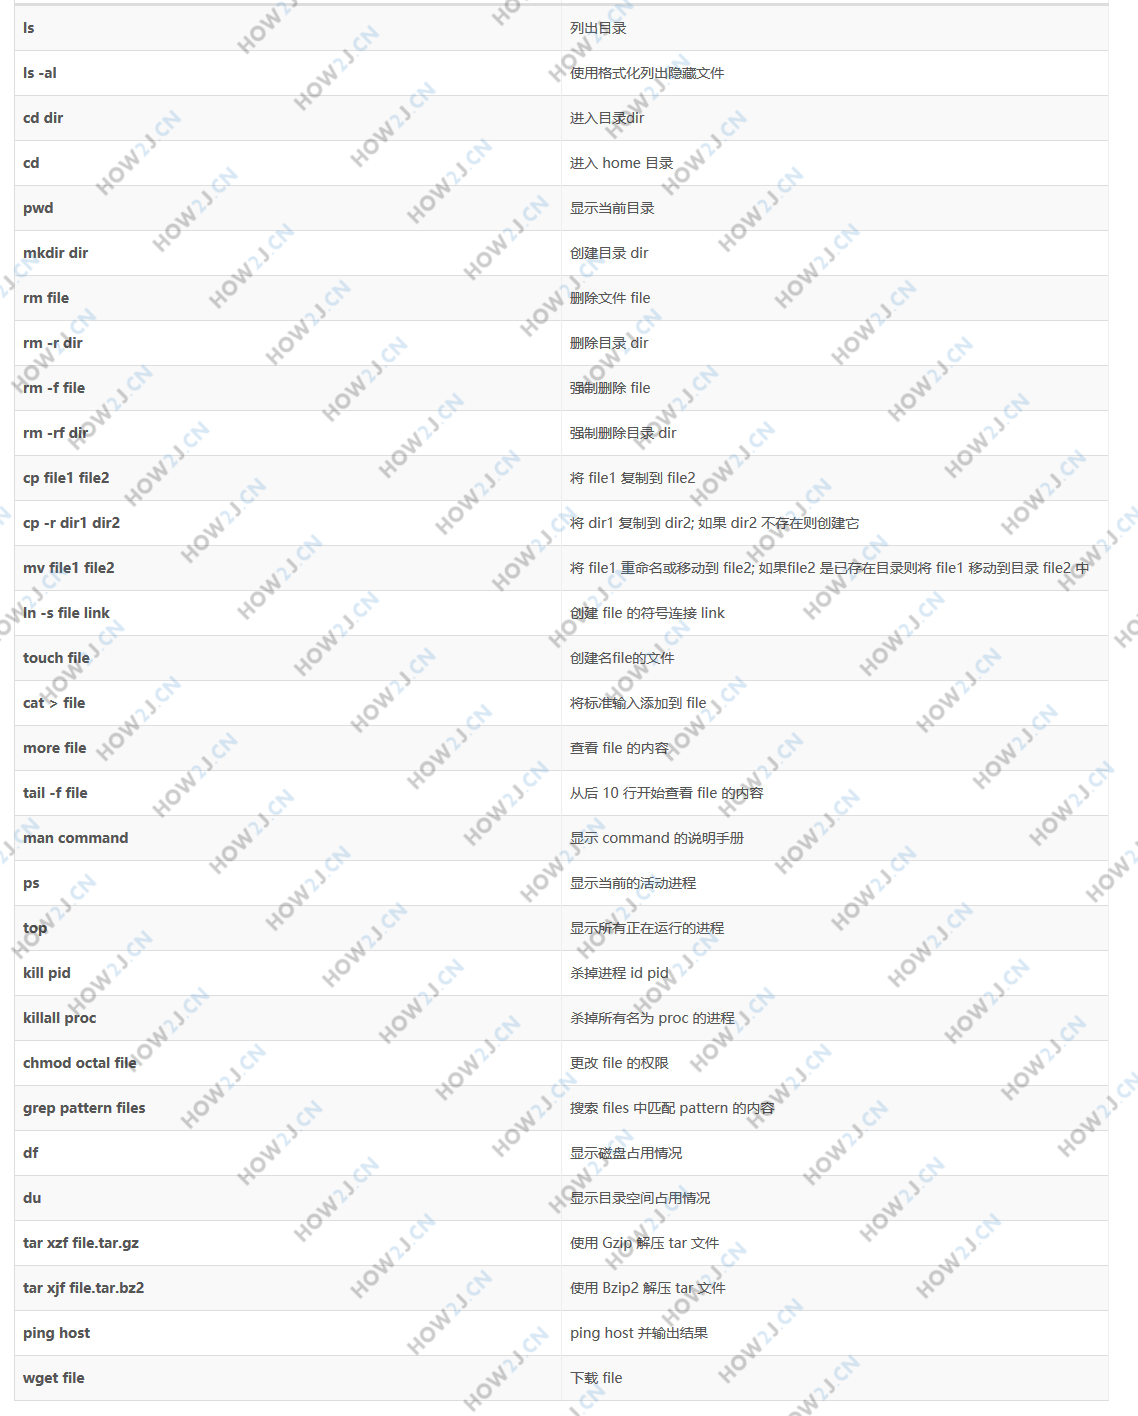 ls 列出目录
ls -al 使用格式化列出隐藏文件
cd dir 进入目录dir
cd 进入 home 目录
pwd 显示当前目录
mkdir dir 创建目录 dir
rm file 删除文件 file
rm -r dir 删除目录 dir
rm -f file 强制删除 file
rm -rf dir 强制删除目录 dir
cp file1 file2 将 file1 复制到 file2
cp -r dir1 dir2 将 dir1 复制到 dir2; 如果 dir2 不存在则创建它
mv file1 file2 将 file1 重命名或移动到 file2; 如果file2 是已存在目录则将 file1 移动到目录 file2 中
ln -s file link 创建 file 的符号连接 link
touch file 创建名file的文件
cat > file 将标准输入添加到 file
more file 查看 file 的内容
tail -f file 从后 10 行开始查看 file 的内容
man command 显示 command 的说明手册
ps 显示当前的活动进程
top 显示所有正在运行的进程
kill pid 杀掉进程 id pid
killall proc 杀掉所有名为 proc 的进程
chmod octal file 更改 file 的权限
grep pattern files 搜索 files 中匹配 pattern 的内容
df 显示磁盘占用情况
du 显示目录空间占用情况
tar xzf file.tar.gz 使用 Gzip 解压 tar 文件
tar xjf file.tar.bz2 使用 Bzip2 解压 tar 文件
ping host ping host 并输出结果
wget file 下载 file
HOW2J.CN